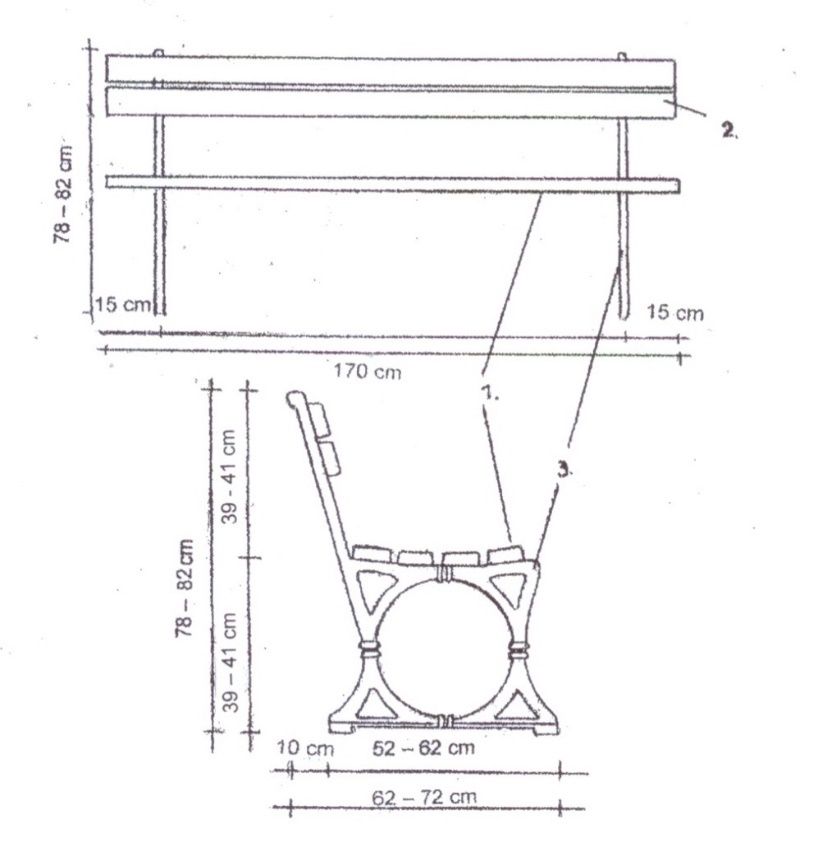 2.
78 – 82 cm
15 cm
15 cm
170 cm
1.
39 - 41 cm
3.
78 – 82cm
39 – 41 cm
10 cm
52 – 62 cm
62 – 72 cm